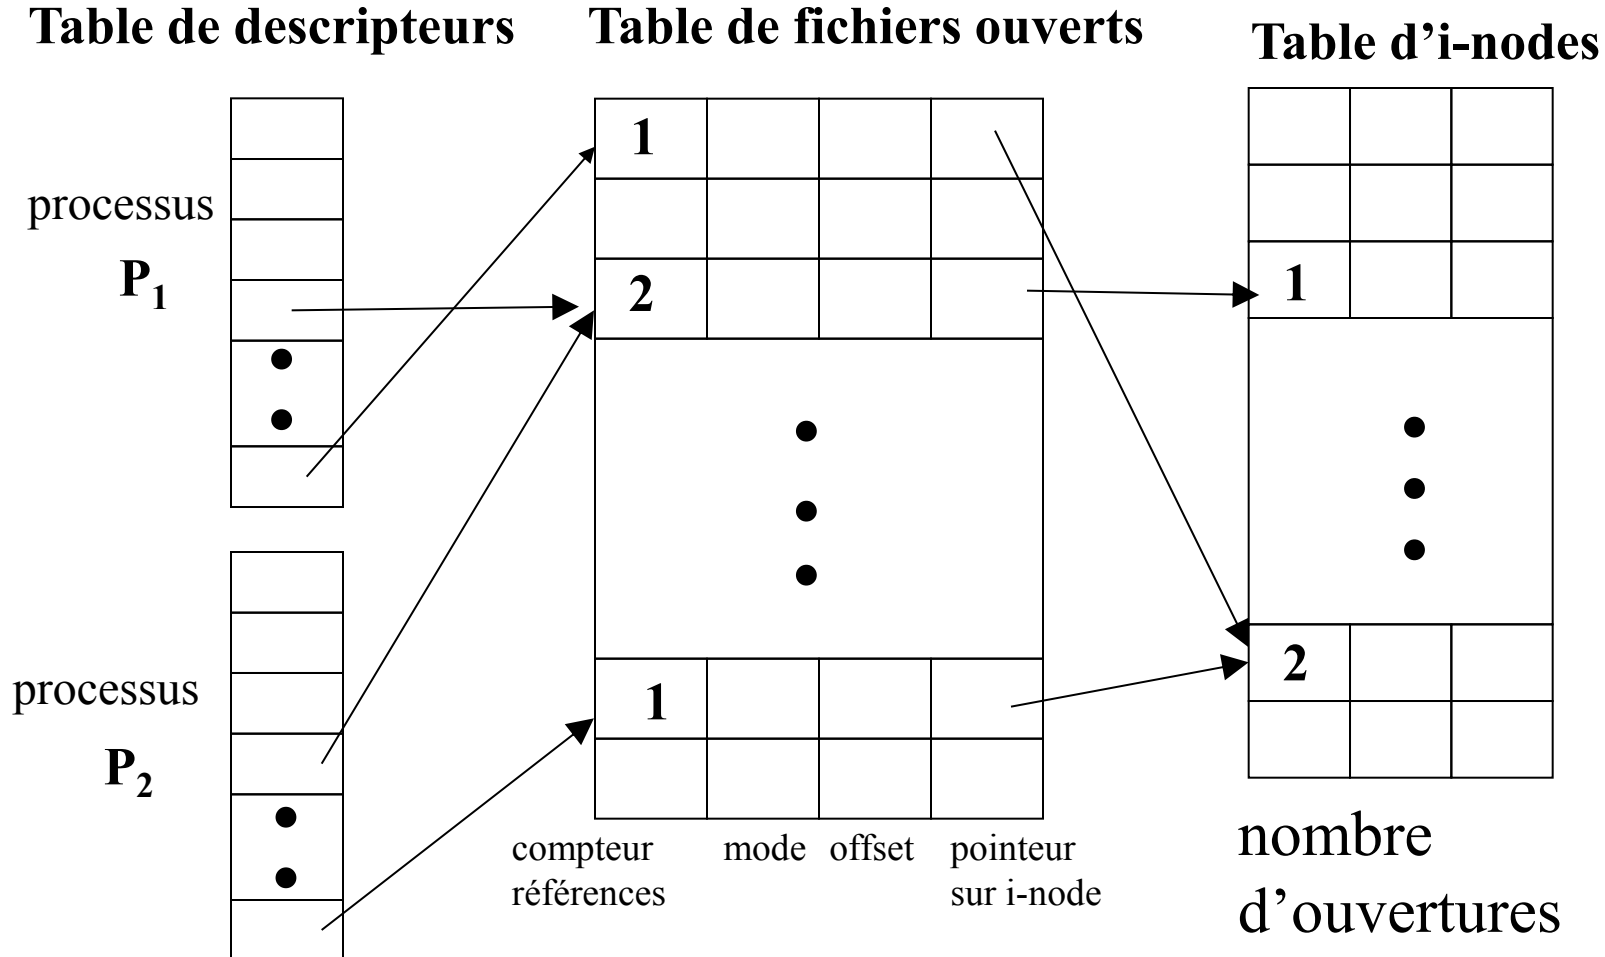 Table de descripteurs
Table de fichiers ouverts
Table d’i-nodes
processus
P1
processus
P2
1
2
1
1
2
compteur
références
mode
offset
pointeur
sur i-node
nombre
d’ouvertures